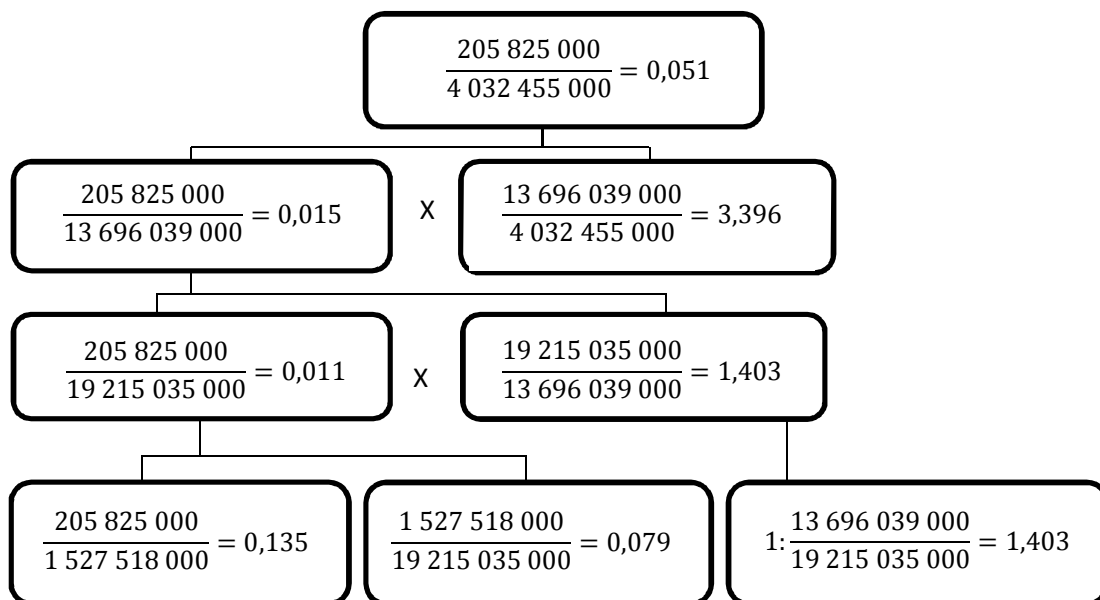 205 825 000
4 032 455 000 = 0,051
205 825 000
13 696 039 000 = 0,015
X
13 696 039 000
4 032 455 000 = 3,396
205 825 000
19 215 035 000 = 0,011
X
19 215 035 000
13 696 039 000 = 1,403
205 825 000
1 527 518 000 = 0,135
1 527 518 000
19 215 035 000 = 0,079
1: 13 696 039 000
19 215 035 000 = 1,403